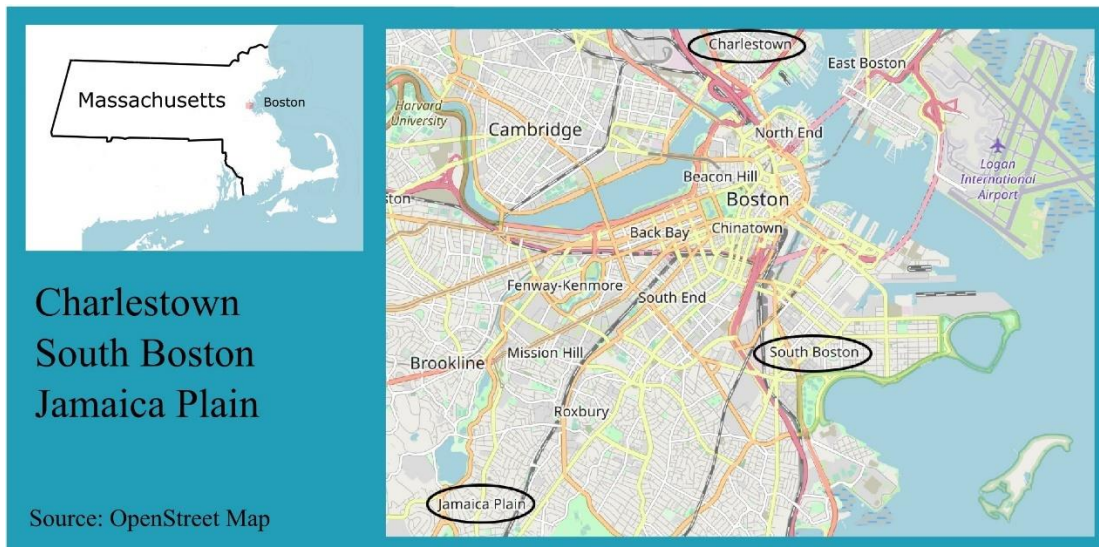 Massachusetts
Boston
Charlestown
South Boston
Jamaica Plain
Source: OpenStreet Map
Charlestown
East Boston
Harvard
University
Cambridge
North End
Logan
International
Airport
Beacon Hill
Boston
ston
Back Bay
Chinatown
Fenway-Kenmore
South End
South Boston
Brookline
Mission Hill
Roxbury
Jamaica Plain